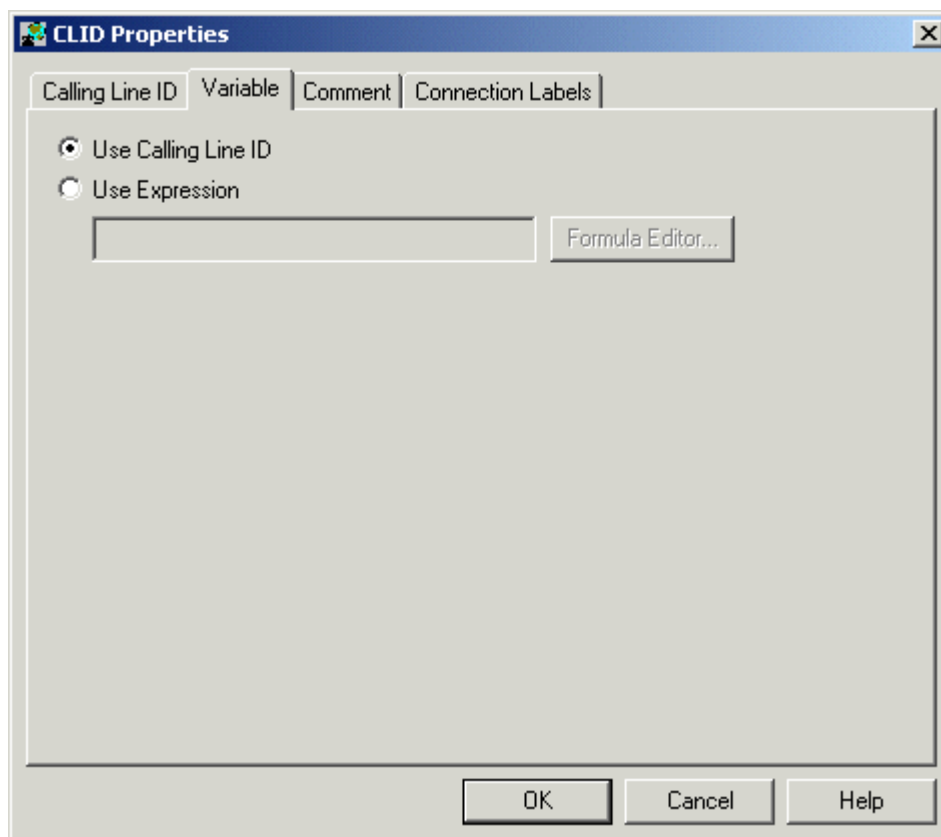 CLID Properties
Calling Line ID Variable Comment Connection Labels
Use Calling Line ID
Use Expression
Formula Editor...
OK Cancel Help